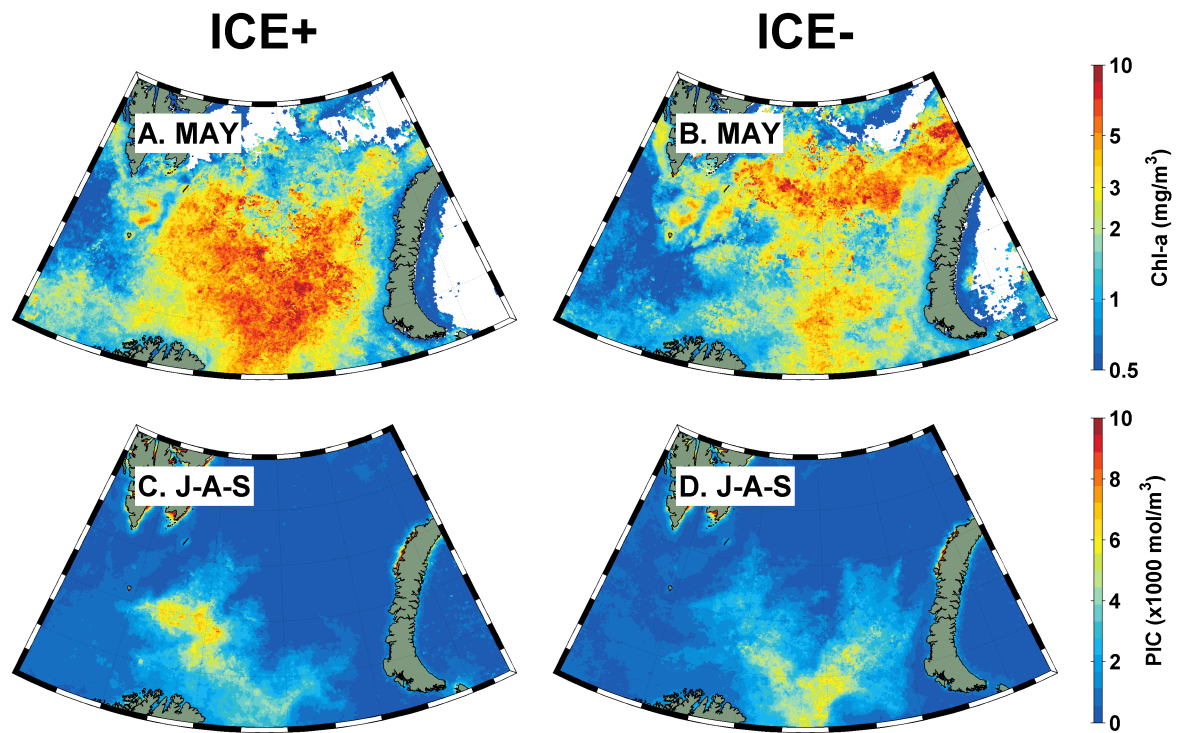 ICE+
ICE-
A. MAY
B. MAY
10
5
3
2
1
0.5
Chl-a (mg/m³)
C. J-A-S
D. J-A-S
10
8
6
4
2
0
PIC (x1000 mol/m³)